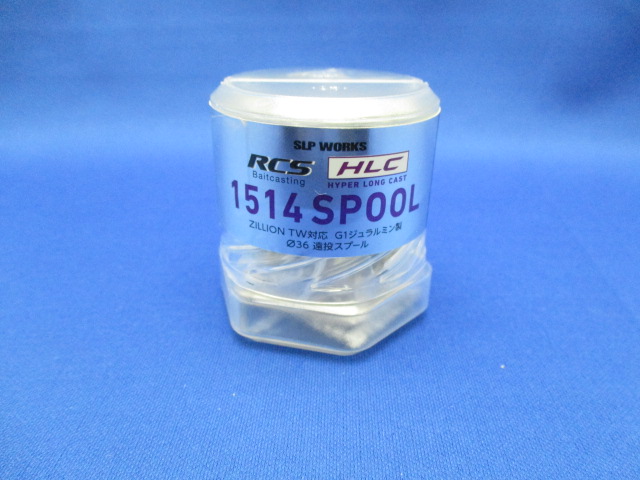 SLP WORKS
RCS HLC
Baitcasting HYPER LONG CAST
1514 SPOOL
ZILLION TW対応 G1ジュラルミン製
Ø36 遠投スプール